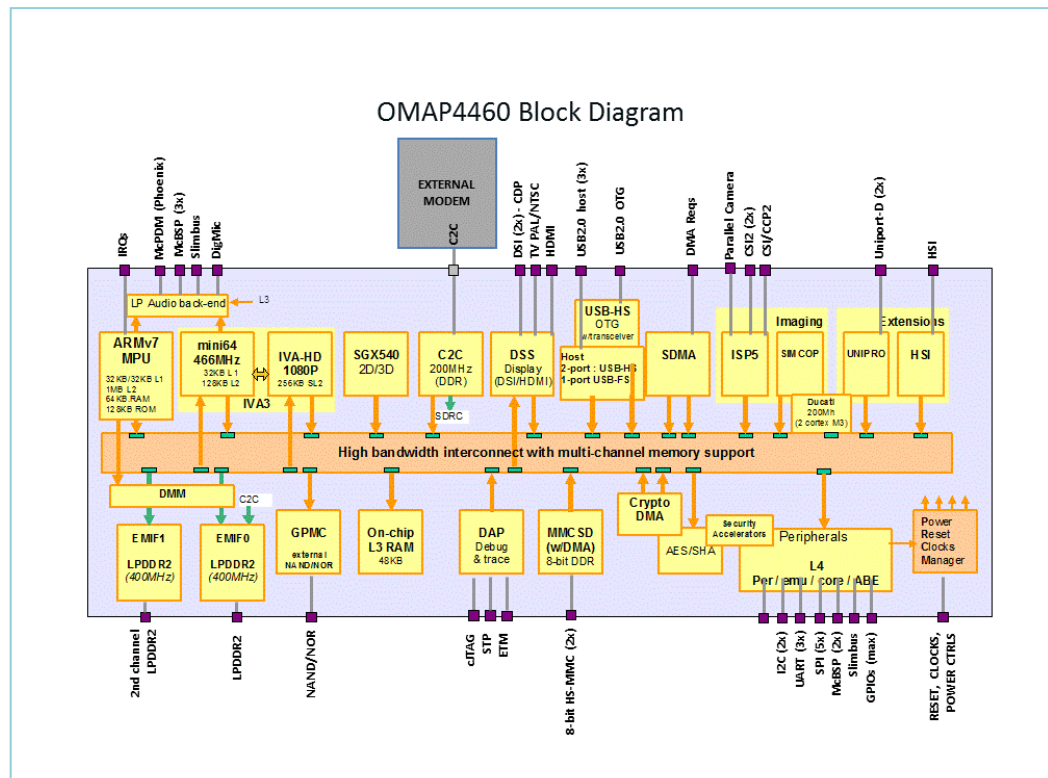 OMAP4460 Block Diagram
EXTERNAL
MODEM
C2C
IRQs
McPDM (Phoenix)
McBSP (3x)
Slimbus
DigMic
DSI (2x) - CDP
TV PAL/NTSC
HDMI
USB2.0 host (3x)
USB2.0 OTG
DMA Reqs
Parallel Camera
CSI2 (2x)
CSI/CCP2
Uniport-D (2x)
HSI
LP Audio back-end
L3
ARMv7
MPU
32KB/32KB L1
1MB L2
64KB RAM
128KB ROM
mini64
466MHz
32KB L1
128KB L2
IVA-HD
1080P
256KB SL2
IVA3
SGX540
2D/3D
C2C
200MHz
(DDR)
SDRC
DSS
Display
(DSI/HDMI)
USB-HS
OTG
w/transceiver
Host
2-port : USB-HS
1-port USB-FS
SDMA
Imaging
ISP5
SIMCOP
Extensions
UNIPRO
HSI
Ducati
200Mh
(2 cortex M3)
High bandwidth interconnect with multi-channel memory support
DMM
C2C
EMIF1
LPDDR2
(400MHz)
EMIF0
LPDDR2
(400MHz)
GPMC
external
NAND/NOR
On-chip
L3 RAM
48KB
DAP
Debug
& trace
MMCSD
(w/DMA)
8-bit DDR
Crypto
DMA
AES/SHA
Security
Accelerators
Peripherals
L4
Per / emu / core / ABE
Power
Reset
Clocks
Manager
2nd channel
LPDDR2
LPDDR2
NAND/NOR
cJTAG
STP
ETM
8-bit HS-MMC (2x)
I2C (2x)
UART (3x)
SPI (5x)
McBSP (2x)
Slimbus
GPIOs (max)
RESET, CLOCKS,
POWER CTRLS